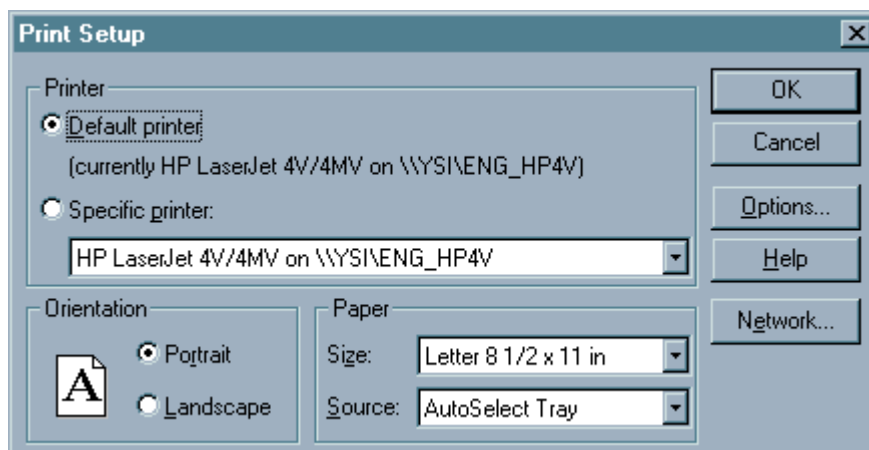 Print Setup
Printer
Default printer
(currently HP LaserJet 4V/4MV on \\YSI\ENG_HP4V)
Specific printer:
HP LaserJet 4V/4MV on \\YSI\ENG_HP4V
OK
Cancel
Options...
Help
Network...
Orientation
A
Portrait
Landscape
Paper
Size:
Letter 8 1/2 x 11 in
Source:
AutoSelect Tray